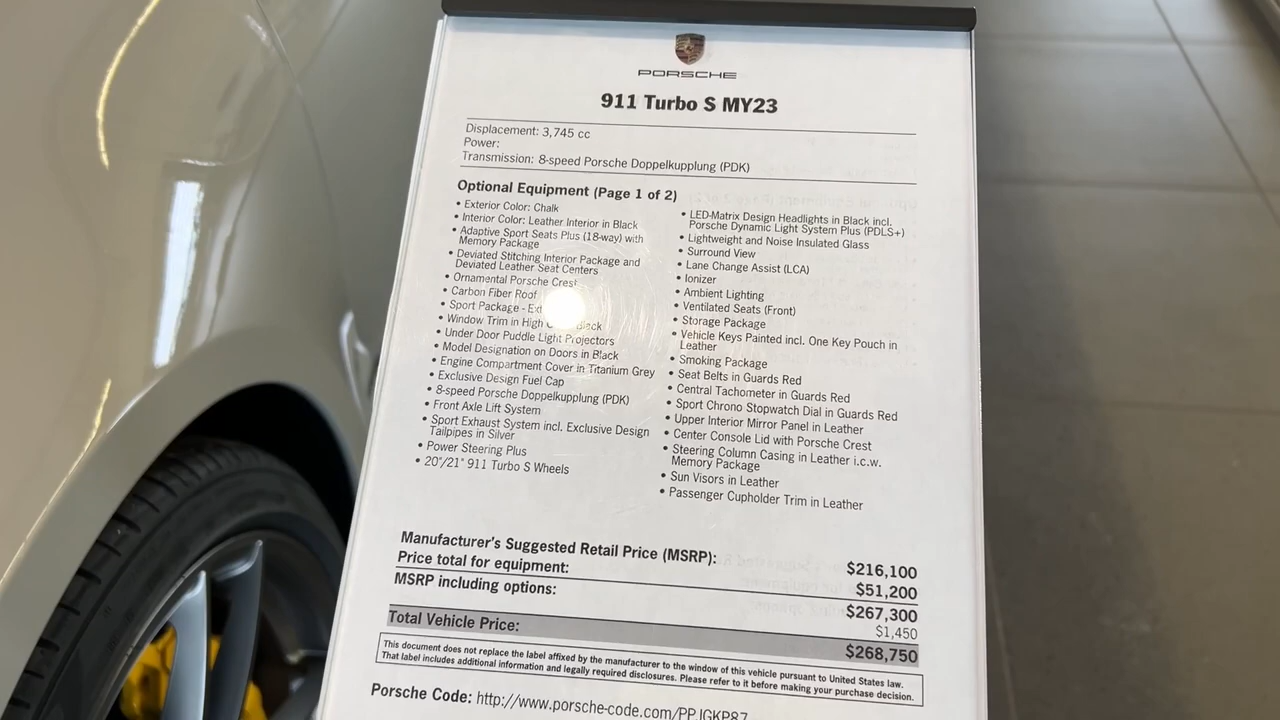 PORSCHE
911 Turbo S MY23
Displacement: 3,745 cc
Power:
Transmission: 8-speed Porsche Doppelkupplung (PDK)
Optional Equipment (Page 1 of 2)
• Exterior Color: Chalk
• Interior Color: Leather Interior in Black
• Adaptive Sport Seats Plus (18-way) with
Memory Package
• Deviated Stitching Interior Package and
Deviated Leather Seat Centers
• Ornamental Porsche Crest
• Carbon Fiber Roof
• Sport Package -
• Window Trim in High Black
• Under Door Puddle Light Projectors
• Model Designation on Doors in Black
• Engine Compartment Cover in Titanium Grey
• Exclusive Design Fuel Cap
• 8-speed Porsche Doppelkupplung (PDK)
• Front Axle Lift System
• Sport Exhaust System incl. Exclusive Design
Tailpipes in Silver
• Power Steering Plus
• 20"/21" 911 Turbo S Wheels
• LED-Matrix Design Headlights in Black incl.
Porsche Dynamic Light System Plus (PDLS+)
• Lightweight and Noise Insulated Glass
• Surround View
• Lane Change Assist (LCA)
• Ionizer
• Ambient Lighting
• Ventilated Seats (Front)
• Storage Package
• Vehicle Keys Painted incl. One Key Pouch in
Leather
• Smoking Package
• Seat Belts in Guards Red
• Central Tachometer in Guards Red
• Sport Chrono Stopwatch Dial in Guards Red
• Upper Interior Mirror Panel in Leather
• Center Console Lid with Porsche Crest
• Steering Column Casing in Leather i.c.w.
Memory Package
• Sun Visors in Leather
• Passenger Cupholder Trim in Leather
Manufacturer's Suggested Retail Price (MSRP): $216,100
Price total for equipment: $51,200
MSRP including options: $267,300
$1,450
Total Vehicle Price: $268,750
This document does not replace the label affixed by the manufacturer to the window of this vehicle pursuant to United States law.
That label includes additional information and legally required disclosures. Please refer to it before making your purchase decision.
Porsche Code: http://www.porsche-code.com/PPJGKP87